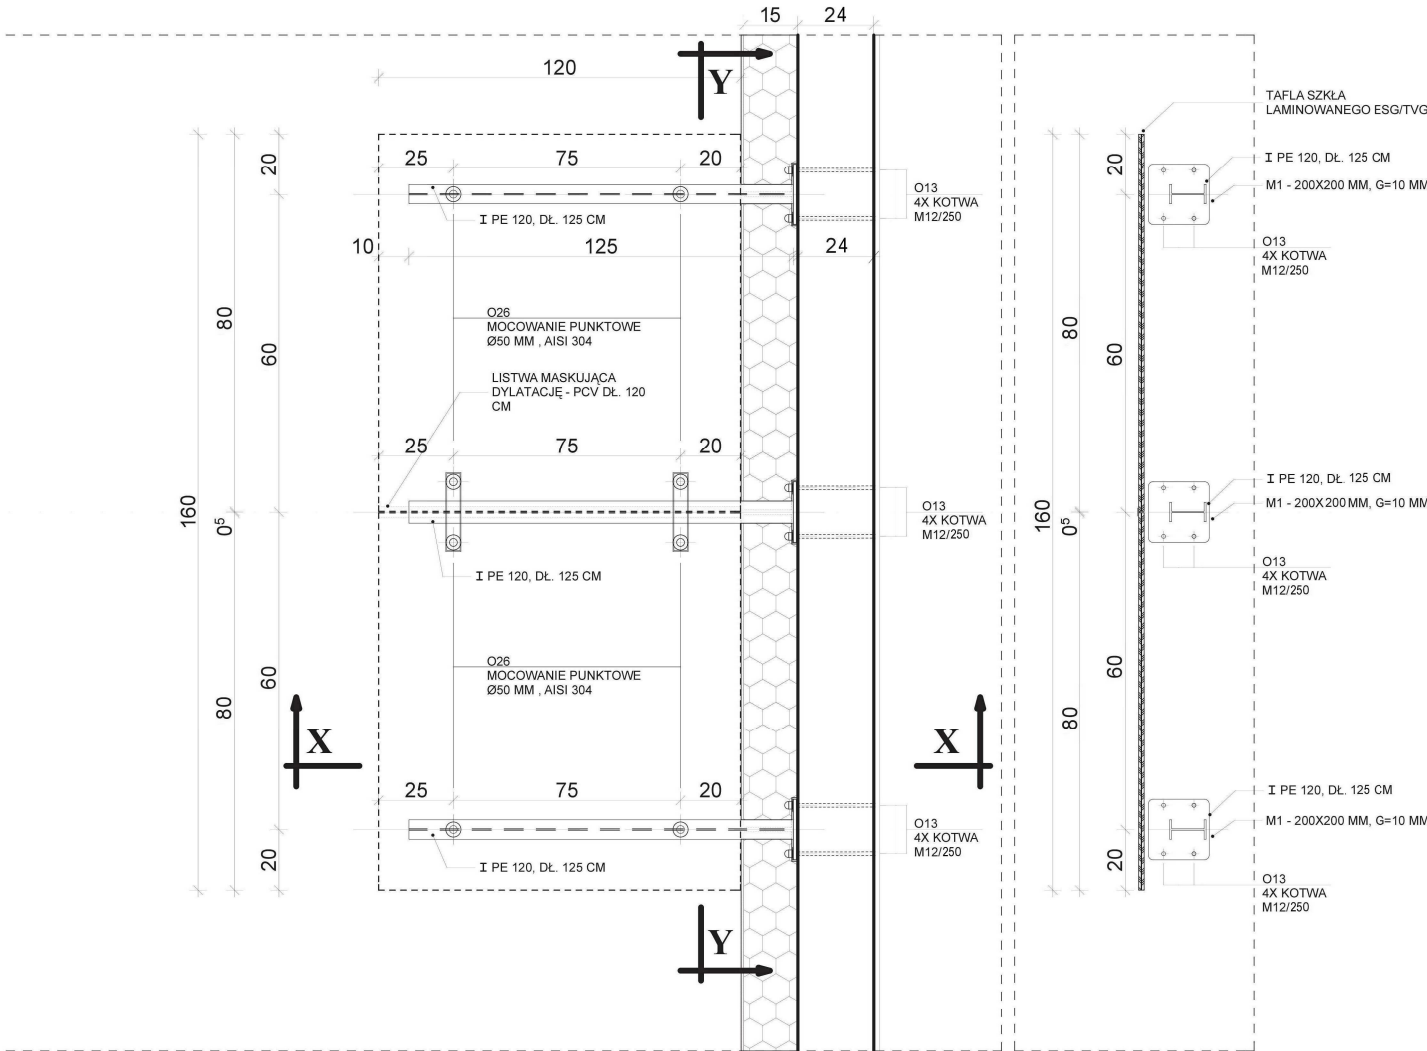 15
24
120
Y
TAFLA SZKŁA
LAMINOWANEGO ESG/TVG
20
25
75
20
20
I PE 120, DŁ. 125 CM
M1 - 200X200 MM, G=10 MM
O13
4X KOTWA
M12/250
I PE 120, DŁ. 125 CM
O13
4X KOTWA
M12/250
10
125
24
80
60
80
60
O26
MOCOWANIE PUNKTOWE
Ø50 MM , AISI 304
LISTWA MASKUJĄCA
DYLATACJĘ - PCV DŁ. 120
CM
25
75
20
I PE 120, DŁ. 125 CM
M1 - 200X200 MM, G=10 MM
160
0⁵
O13
4X KOTWA
M12/250
160
0⁵
O13
4X KOTWA
M12/250
I PE 120, DŁ. 125 CM
O26
MOCOWANIE PUNKTOWE
Ø50 MM , AISI 304
60
80
60
80
X
X
25
75
20
I PE 120, DŁ. 125 CM
M1 - 200X200 MM, G=10 MM
O13
4X KOTWA
M12/250
20
I PE 120, DŁ. 125 CM
20
O13
4X KOTWA
M12/250
Y